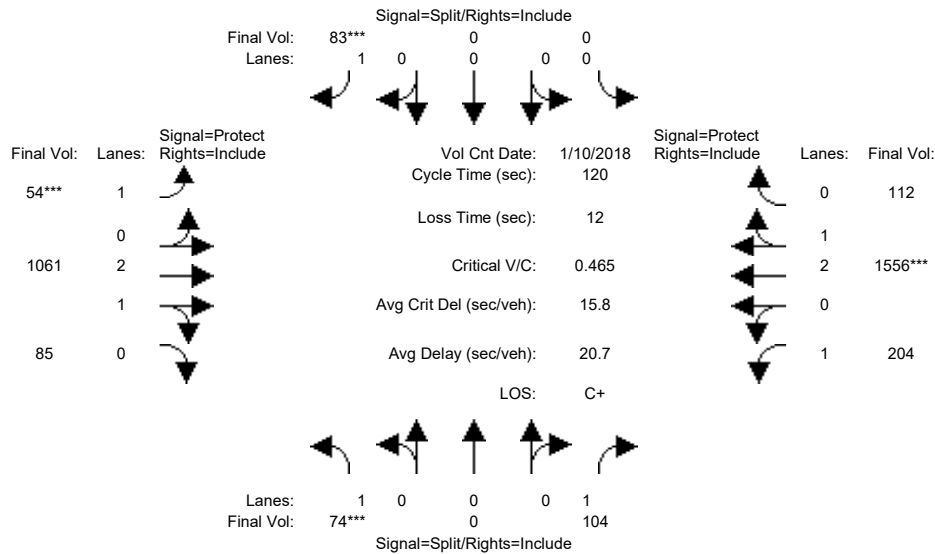 Signal=Split/Rights=Include
Final Vol: 83*** 0 0
Lanes: 1 0 0 0 0
Signal=Protect
Final Vol: Lanes: Rights=Include
Vol Cnt Date: 1/10/2018
Signal=Protect
Rights=Include Lanes: Final Vol:
Cycle Time (sec): 120
54*** 1
0 112
Loss Time (sec): 12
0
1
1061 2
Critical V/C: 0.465
2 1556***
1
Avg Crit Del (sec/veh): 15.8
0
85 0
Avg Delay (sec/veh): 20.7
1 204
LOS: C+
Lanes: 1 0 0 0 1
Final Vol: 74*** 0 104
Signal=Split/Rights=Include